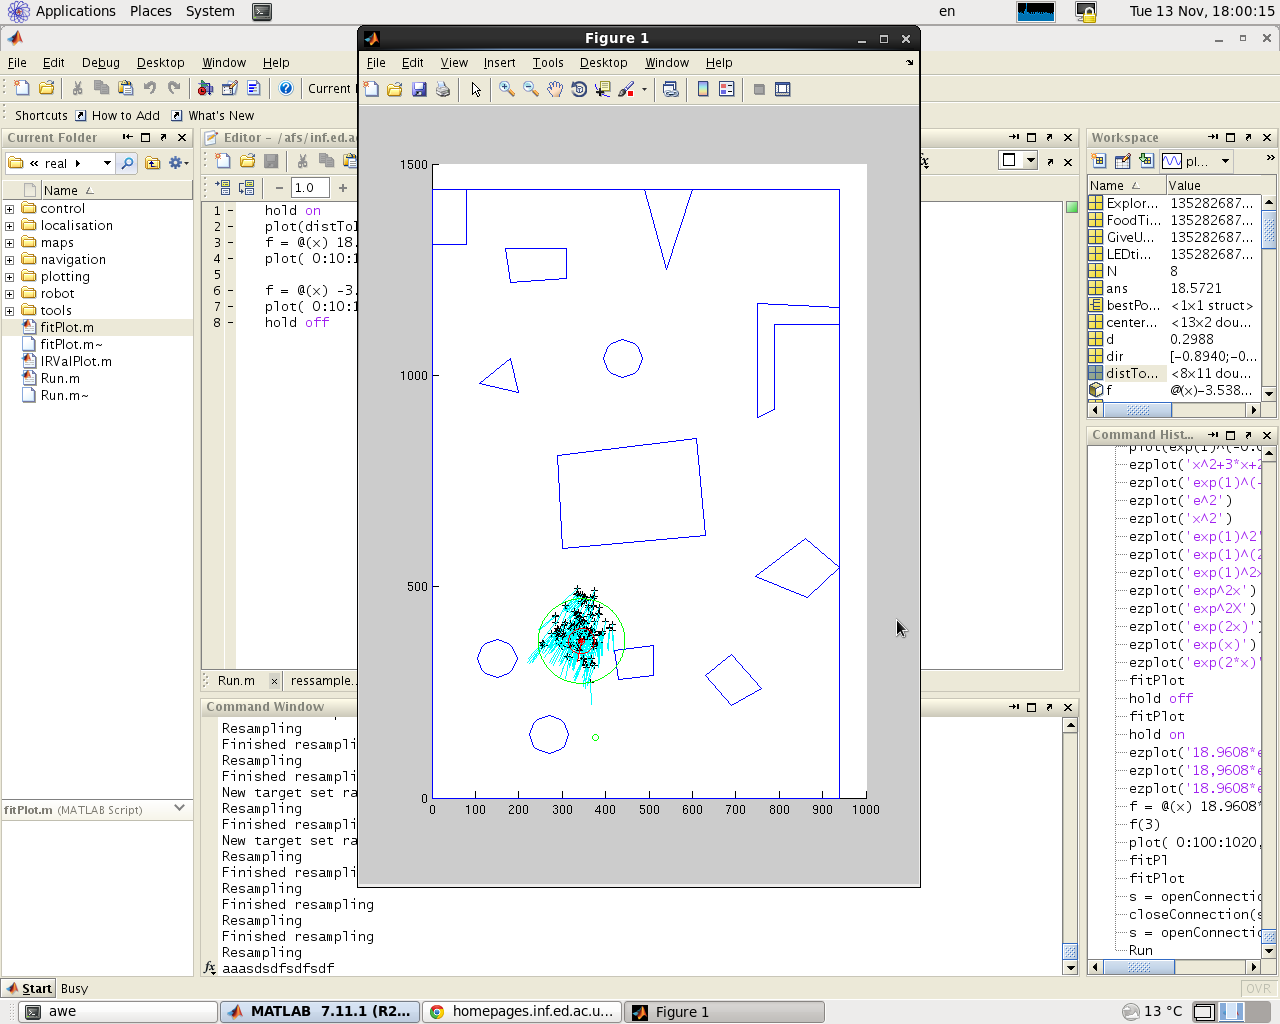 Applications Places System en Tue 13 Nov, 18:00:15
Figure 1
File Edit Debug Desktop Window Help
File Edit View Insert Tools Desktop Window Help
Shortcuts How to Add What's New
Current Folder
« real
Name
control
localisation
maps
navigation
plotting
robot
tools
fitPlot.m
fitPlot.m~
IRValPlot.m
Run.m
Run.m~
fitPlot.m (MATLAB Script)
Editor - /afs/inf.ed.ac
1.0
1 hold on
2 plot(distTo
3 f = @(x) 18.
4 plot( 0:10:1
5
6 f = @(x) -3.
7 plot( 0:10:1
8 hold off
Run.m × ressample..
Command Window
Resampling
Finished resampli
Resampling
Finished resampli
New target set ra
Resampling
Finished resampli
New target set ra
Resampling
Finished resampl
Resampling
Finished resampling
Resampling
Finished resampling
Resampling
fx aaasdsdfsdfsdf
1500
1000
500
0
0 100 200 300 400 500 600 700 800 900 1000
Workspace
pl...
Name Value
Explor... 135282687...
FoodTi... 135282687...
GiveU... 135282687...
LEDti... 135282687...
N 8
ans 18.5721
bestPo... <1x1 struct>
center... <13x2 dou...
d 0.2988
dir [-0.8940;-0...
distTo... <8x11 dou...
f @(x)-3.538...
Command Hist...
plot(exp(1)^(-0.0
ezplot('x^2+3*x+2
ezplot('exp(1)^(-
ezplot('e^2')
ezplot('x^2')
ezplot('exp(1)^2'
ezplot('exp(1)^(2
ezplot('exp(1)^2x
ezplot('exp^2x')
ezplot('exp^2X')
ezplot('exp(2x)')
ezplot('exp(x)')
ezplot('exp(2*x)'
fitPlot
hold off
fitPlot
hold on
ezplot('18.9608*e
ezplot('18,9608*e
ezplot('18.9608*e
f = @(x) 18.9608*
f(3)
plot( 0:100:1020,
fitPl
fitPlot
s = openConnectio
closeConnection(s
s = openConnectio
Run
Start Busy OVR
awe MATLAB 7.11.1 (R2... homepages.inf.ed.ac.u... Figure 1 13 °C